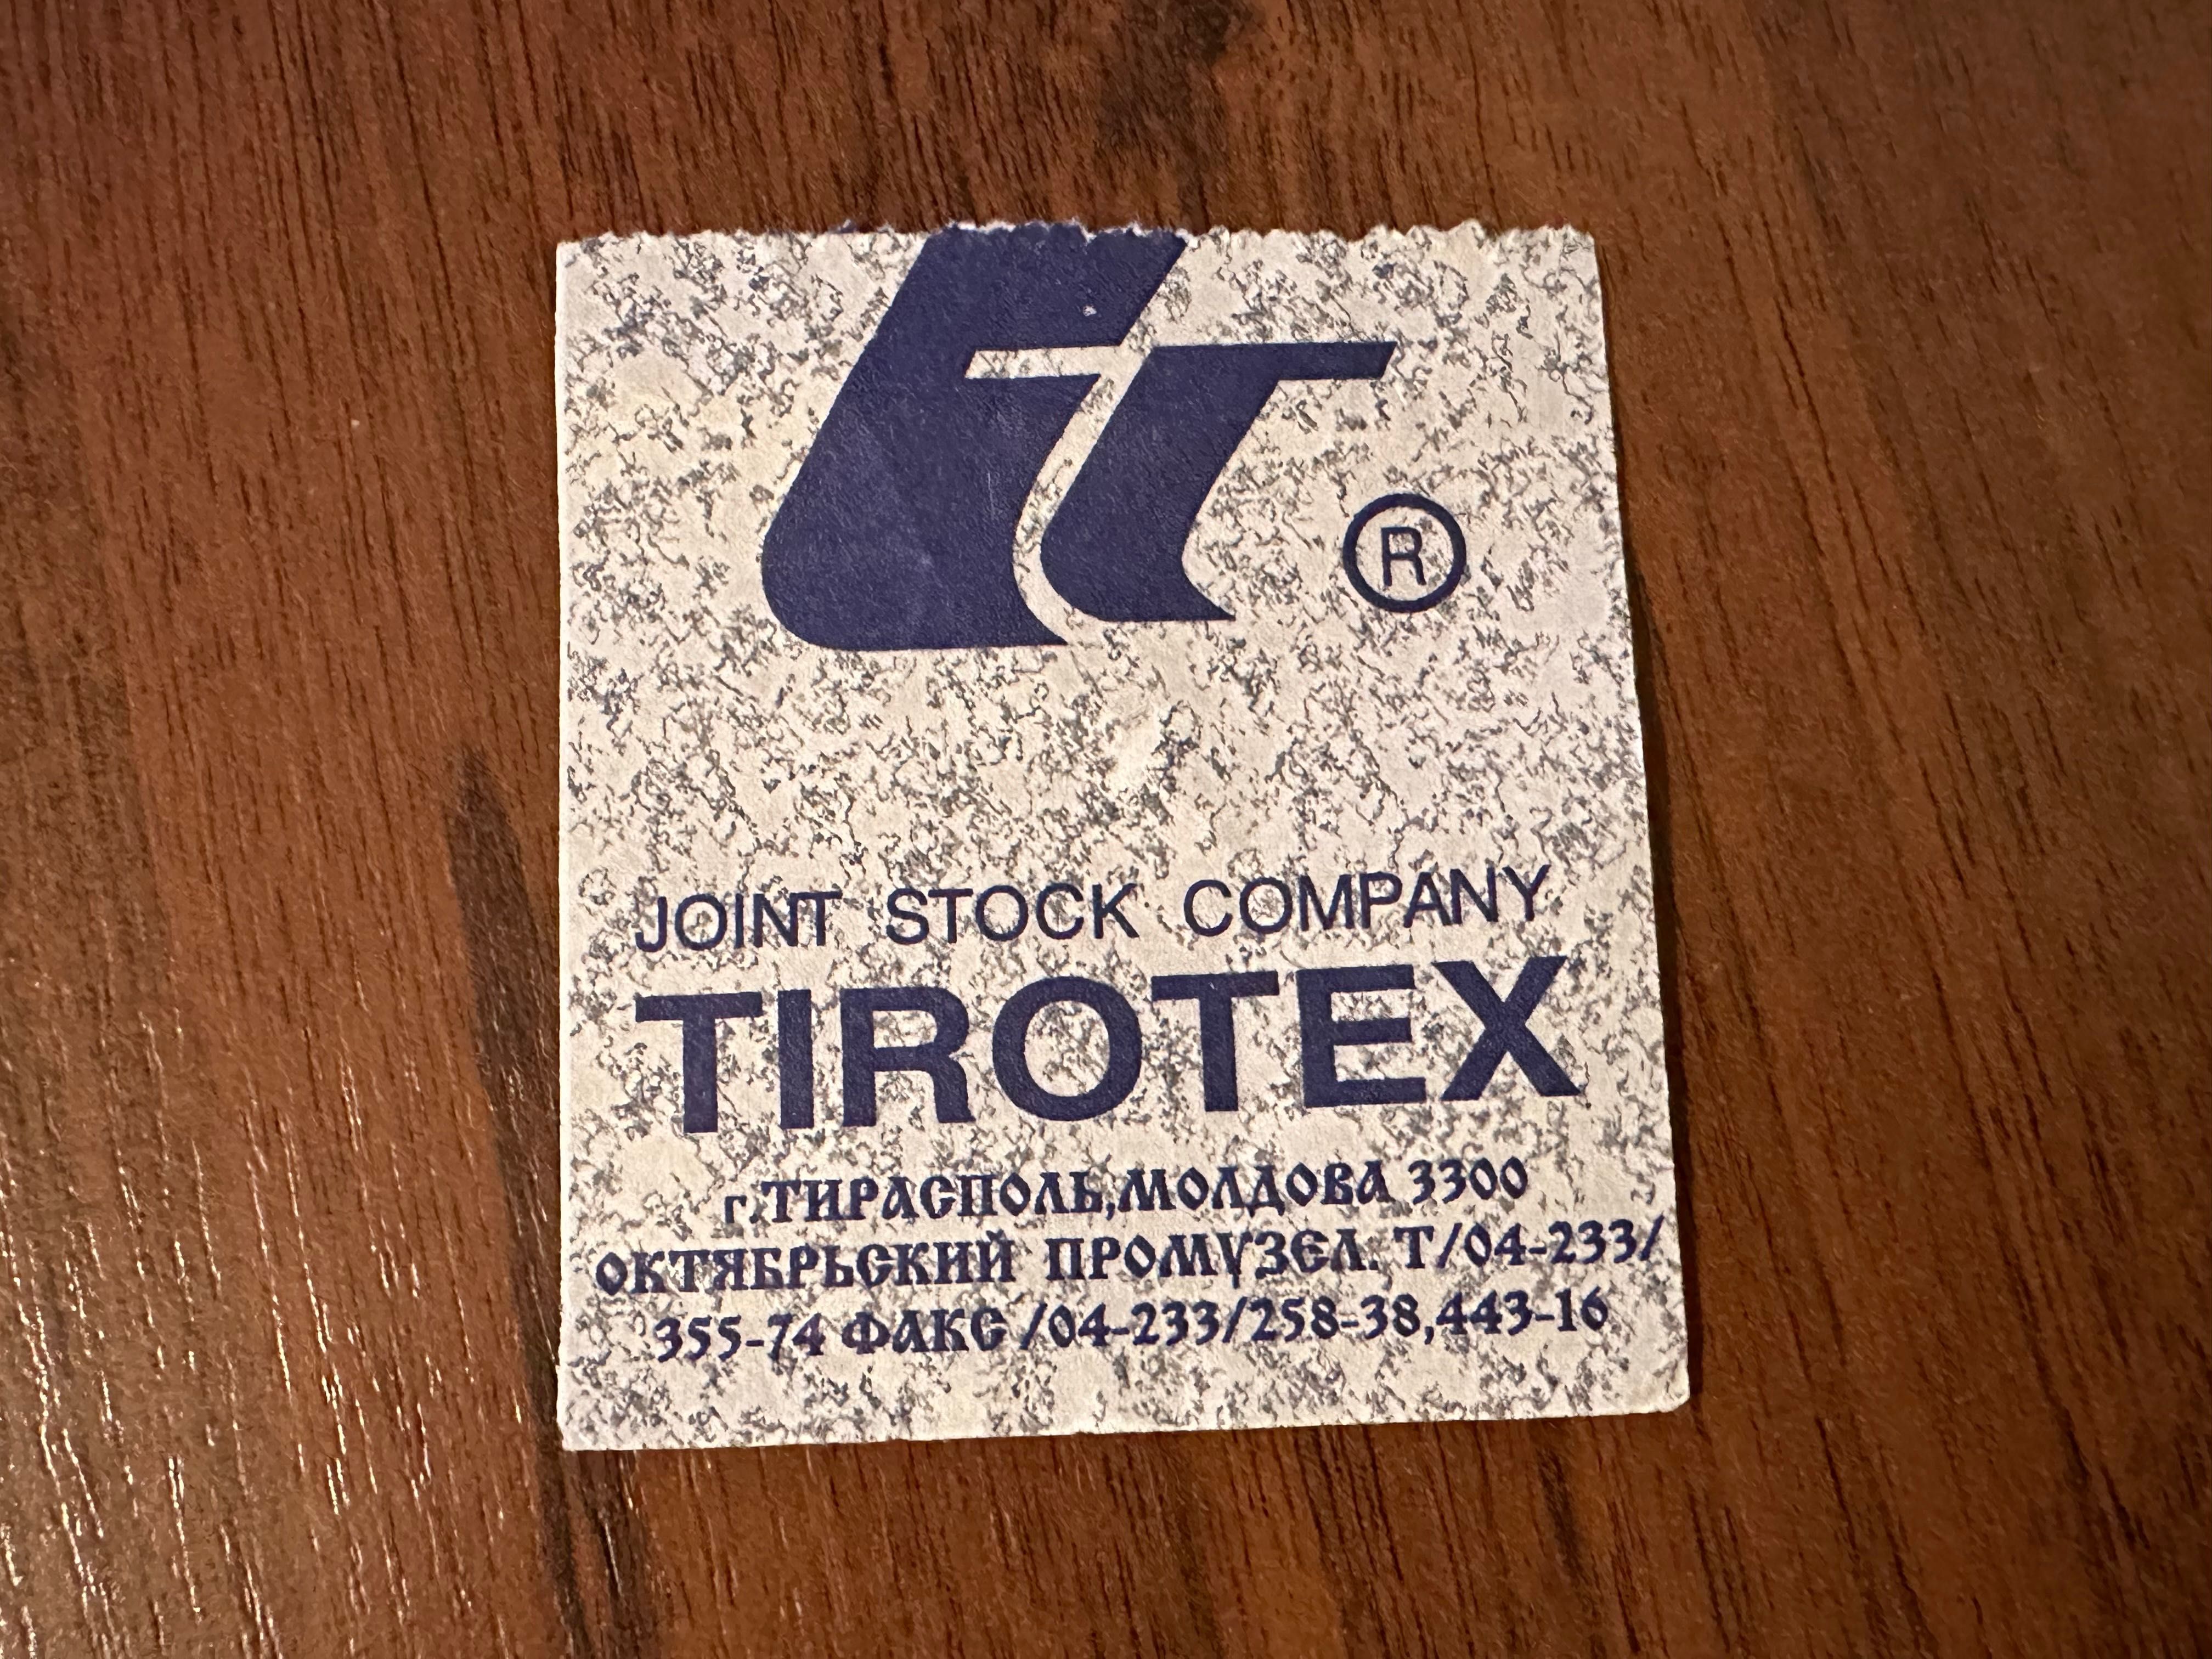 ®
JOINT STOCK COMPANY
TIROTEX
г.ТИРАСПОЛЬ,МОЛДОВА 3300
ОКТЯБРЬСКИЙ ПРОМУЗЕЛ. Т/04-233/
355-74 ФАКС /04-233/258-38,443-16